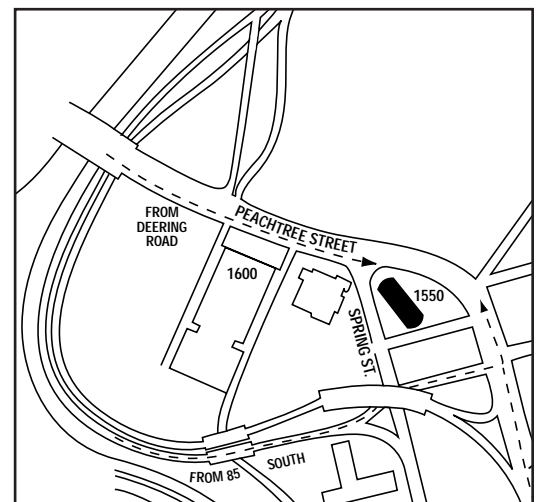 FROM
DEERING
ROAD
PEACHTREE STREET
1600
1550
SPRING ST.
FROM 85
SOUTH